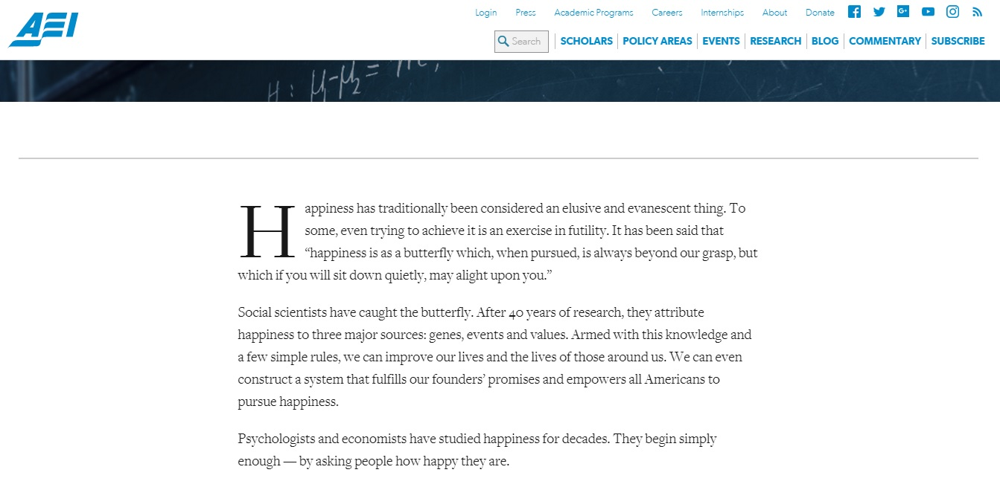 AEI
Login Press Academic Programs Careers Internships About Donate
Search SCHOLARS POLICY AREAS EVENTS RESEARCH BLOG COMMENTARY SUBSCRIBE
H: μ1-μ2 =
Happiness has traditionally been considered an elusive and evanescent thing. To
some, even trying to achieve it is an exercise in futility. It has been said that
“happiness is as a butterfly which, when pursued, is always beyond our grasp, but
which if you will sit down quietly, may alight upon you.”
Social scientists have caught the butterfly. After 40 years of research, they attribute
happiness to three major sources: genes, events and values. Armed with this knowledge and
a few simple rules, we can improve our lives and the lives of those around us. We can even
construct a system that fulfills our founders’ promises and empowers all Americans to
pursue happiness.
Psychologists and economists have studied happiness for decades. They begin simply
enough — by asking people how happy they are.